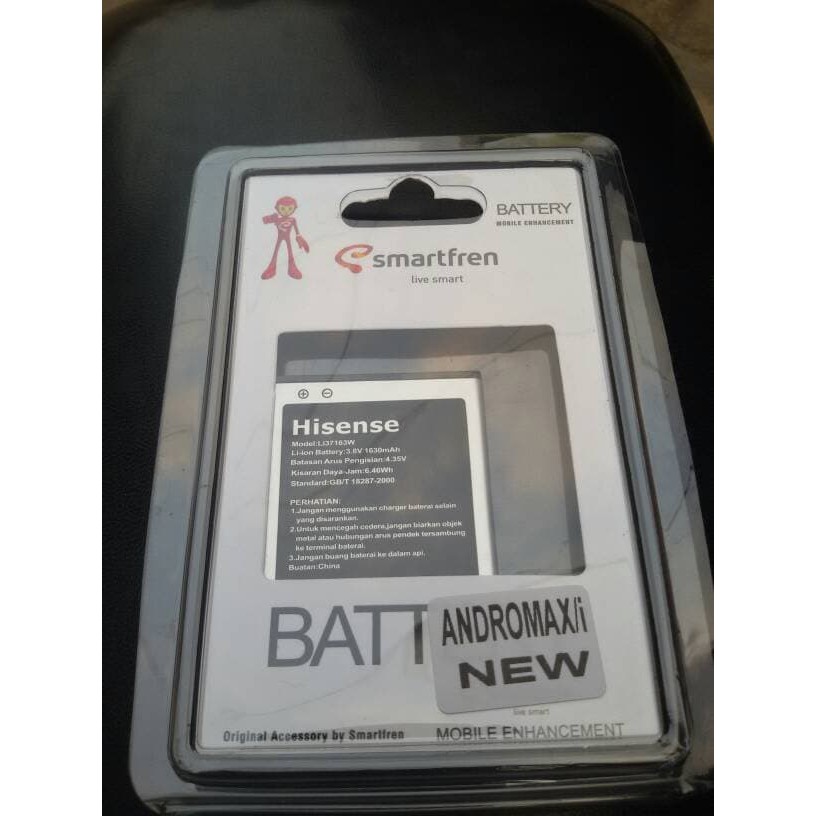 BATTERY
MOBILE ENHANCEMENT
smartfren
live smart
Hisense
Model:LI37163W
Li-ion Battery:3.8V 1630mAh
Batasan Arus Pengisian:4.35V
Kisaran Daya-Jam:6.46Wh
Standard:GB/T 18287-2000
PERHATIAN:
1.Jangan menggunakan charger baterai selain
yang disarankan.
2.Untuk mencegah cedera,jangan biarkan objek
metal atau hubungan arus pendek tersambung
ke terminal baterai.
3.Jangan buang baterai ke dalam api.
Buatan:China
BATT
ANDROMAX/i
NEW
live smart
Original Accessory by Smartfren
MOBILE ENHANCEMENT